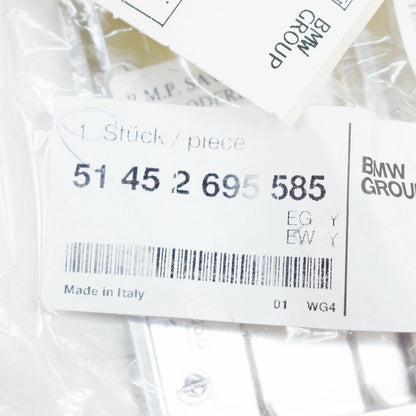 BMW
GROUP
R.M.P. S
1 Stück / piece
51 45 2 695 585
EG Y
EW Y
BMW
GROUP
Made in Italy
01 WG4